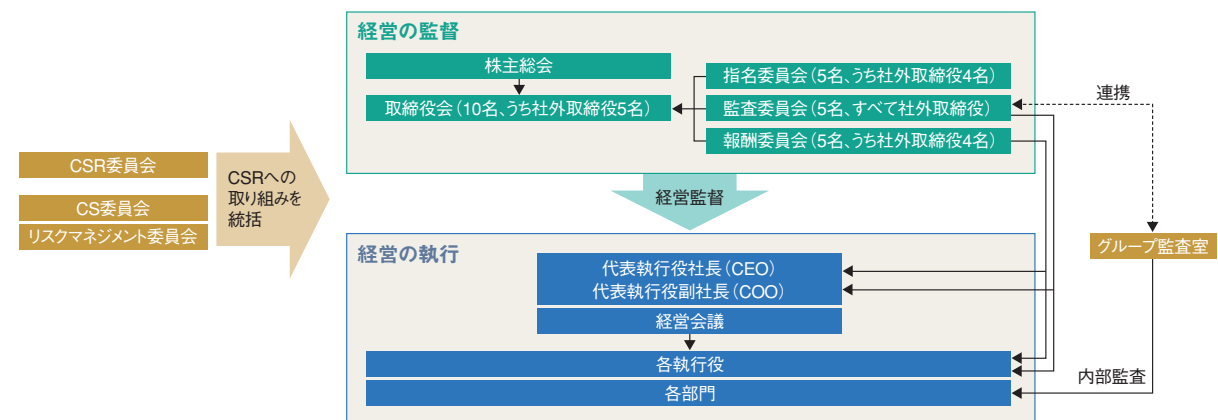 経営の監督
株主総会
取締役会（10名、うち社外取締役5名）
指名委員会（5名、うち社外取締役4名）
監査委員会（5名、すべて社外取締役）
報酬委員会（5名、うち社外取締役4名）
連携
CSR委員会
CS委員会
リスクマネジメント委員会
CSRへの
取り組みを
統括
経営監督
グループ監査室
経営の執行
代表執行役社長（CEO）
代表執行役副社長（COO）
経営会議
各執行役
各部門
内部監査